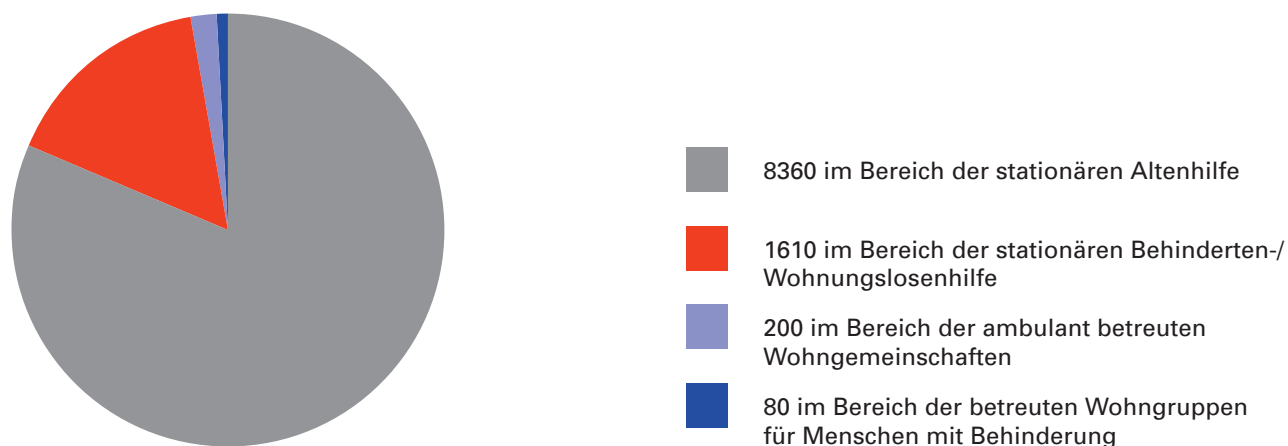 8360 im Bereich der stationären Altenhilfe
1610 im Bereich der stationären Behinderten-/
Wohnungslosenhilfe
200 im Bereich der ambulant betreuten
Wohngemeinschaften
80 im Bereich der betreuten Wohngruppen
für Menschen mit Behinderung